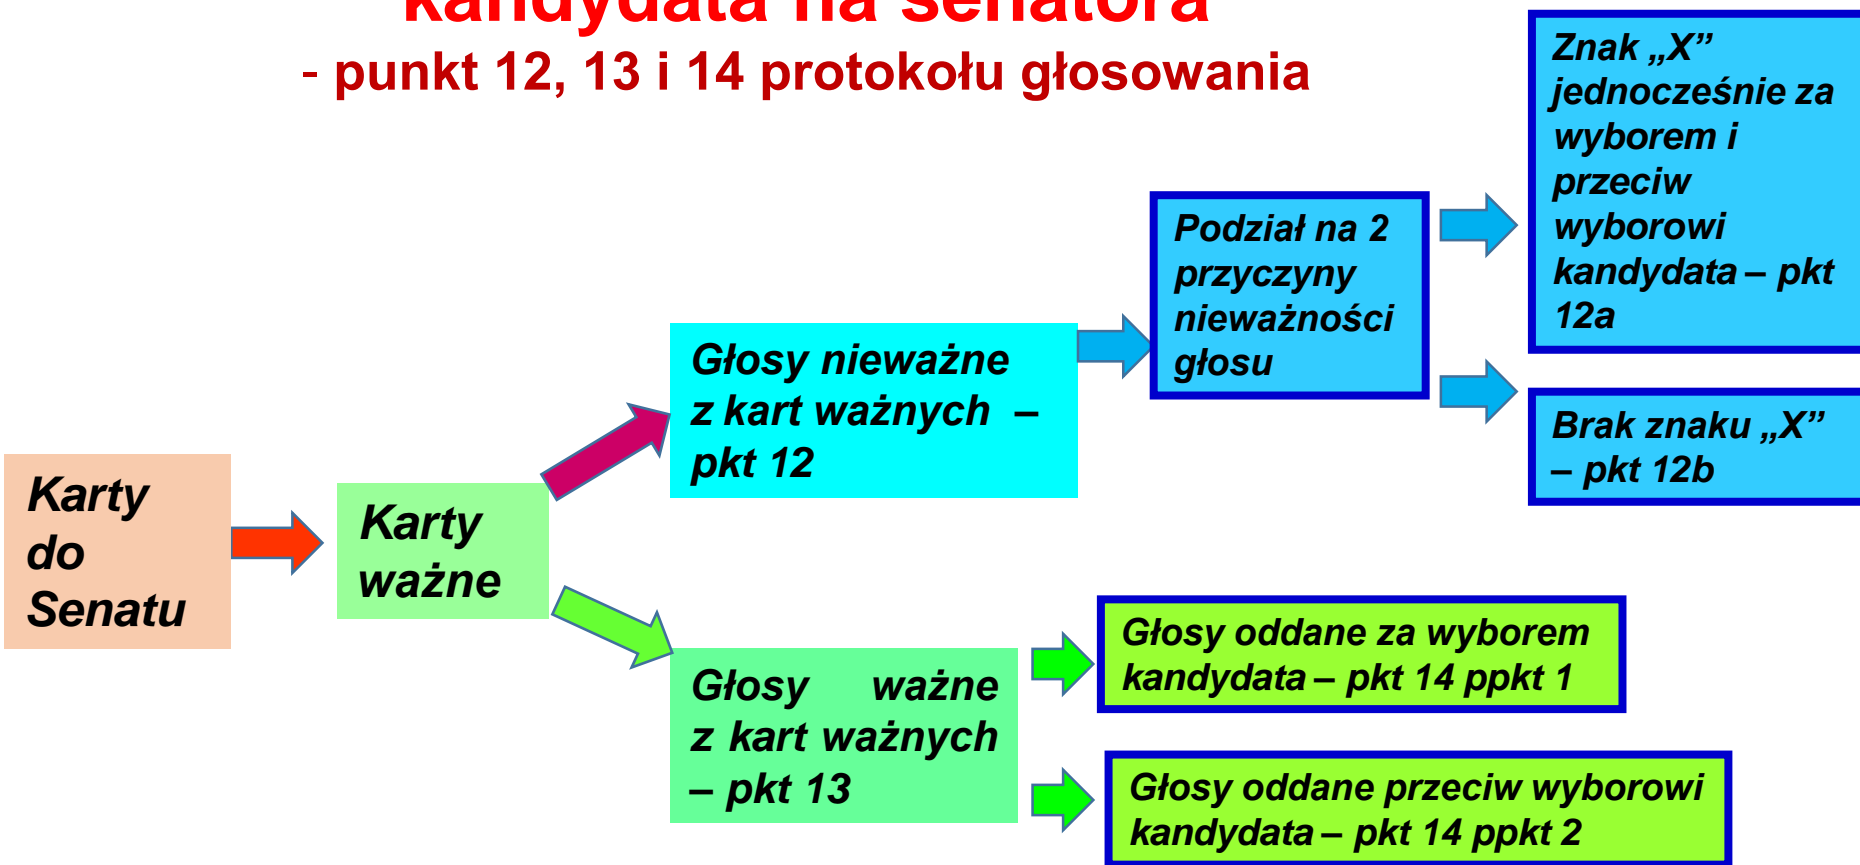 kandydata na senatora
- punkt 12, 13 i 14 protokołu głosowania
Karty
do
Senatu
Karty
ważne
Głosy nieważne
z kart ważnych –
pkt 12
Podział na 2
przyczyny
nieważności
głosu
Znak „X”
jednocześnie za
wyborem i
przeciw
wyborowi
kandydata – pkt
12a
Brak znaku „X”
– pkt 12b
Głosy ważne
z kart ważnych
– pkt 13
Głosy oddane za wyborem
kandydata – pkt 14 ppkt 1
Głosy oddane przeciw wyborowi
kandydata – pkt 14 ppkt 2